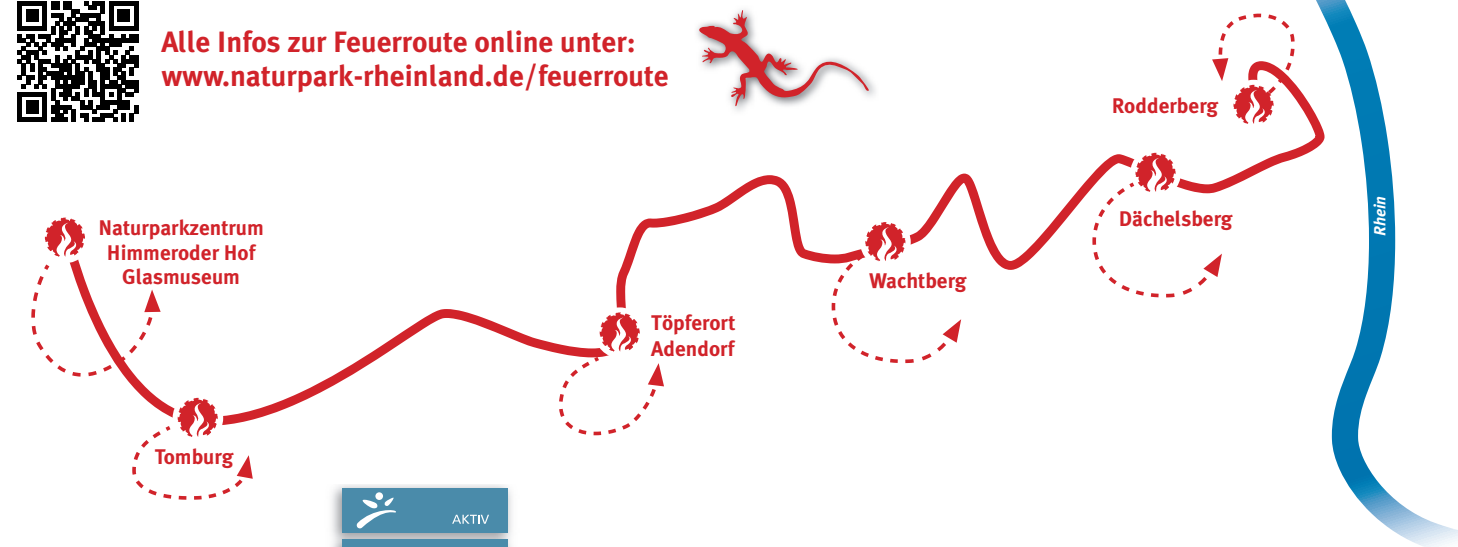 Alle Infos zur Feuerroute online unter:
www.naturpark-rheinland.de/feuerroute
Rodderberg
Dächelsberg
Rhein
Naturparkzentrum
Himmeroder Hof
Glasmuseum
Wachtberg
Töpferort
Adendorf
Tomburg
AKTIV